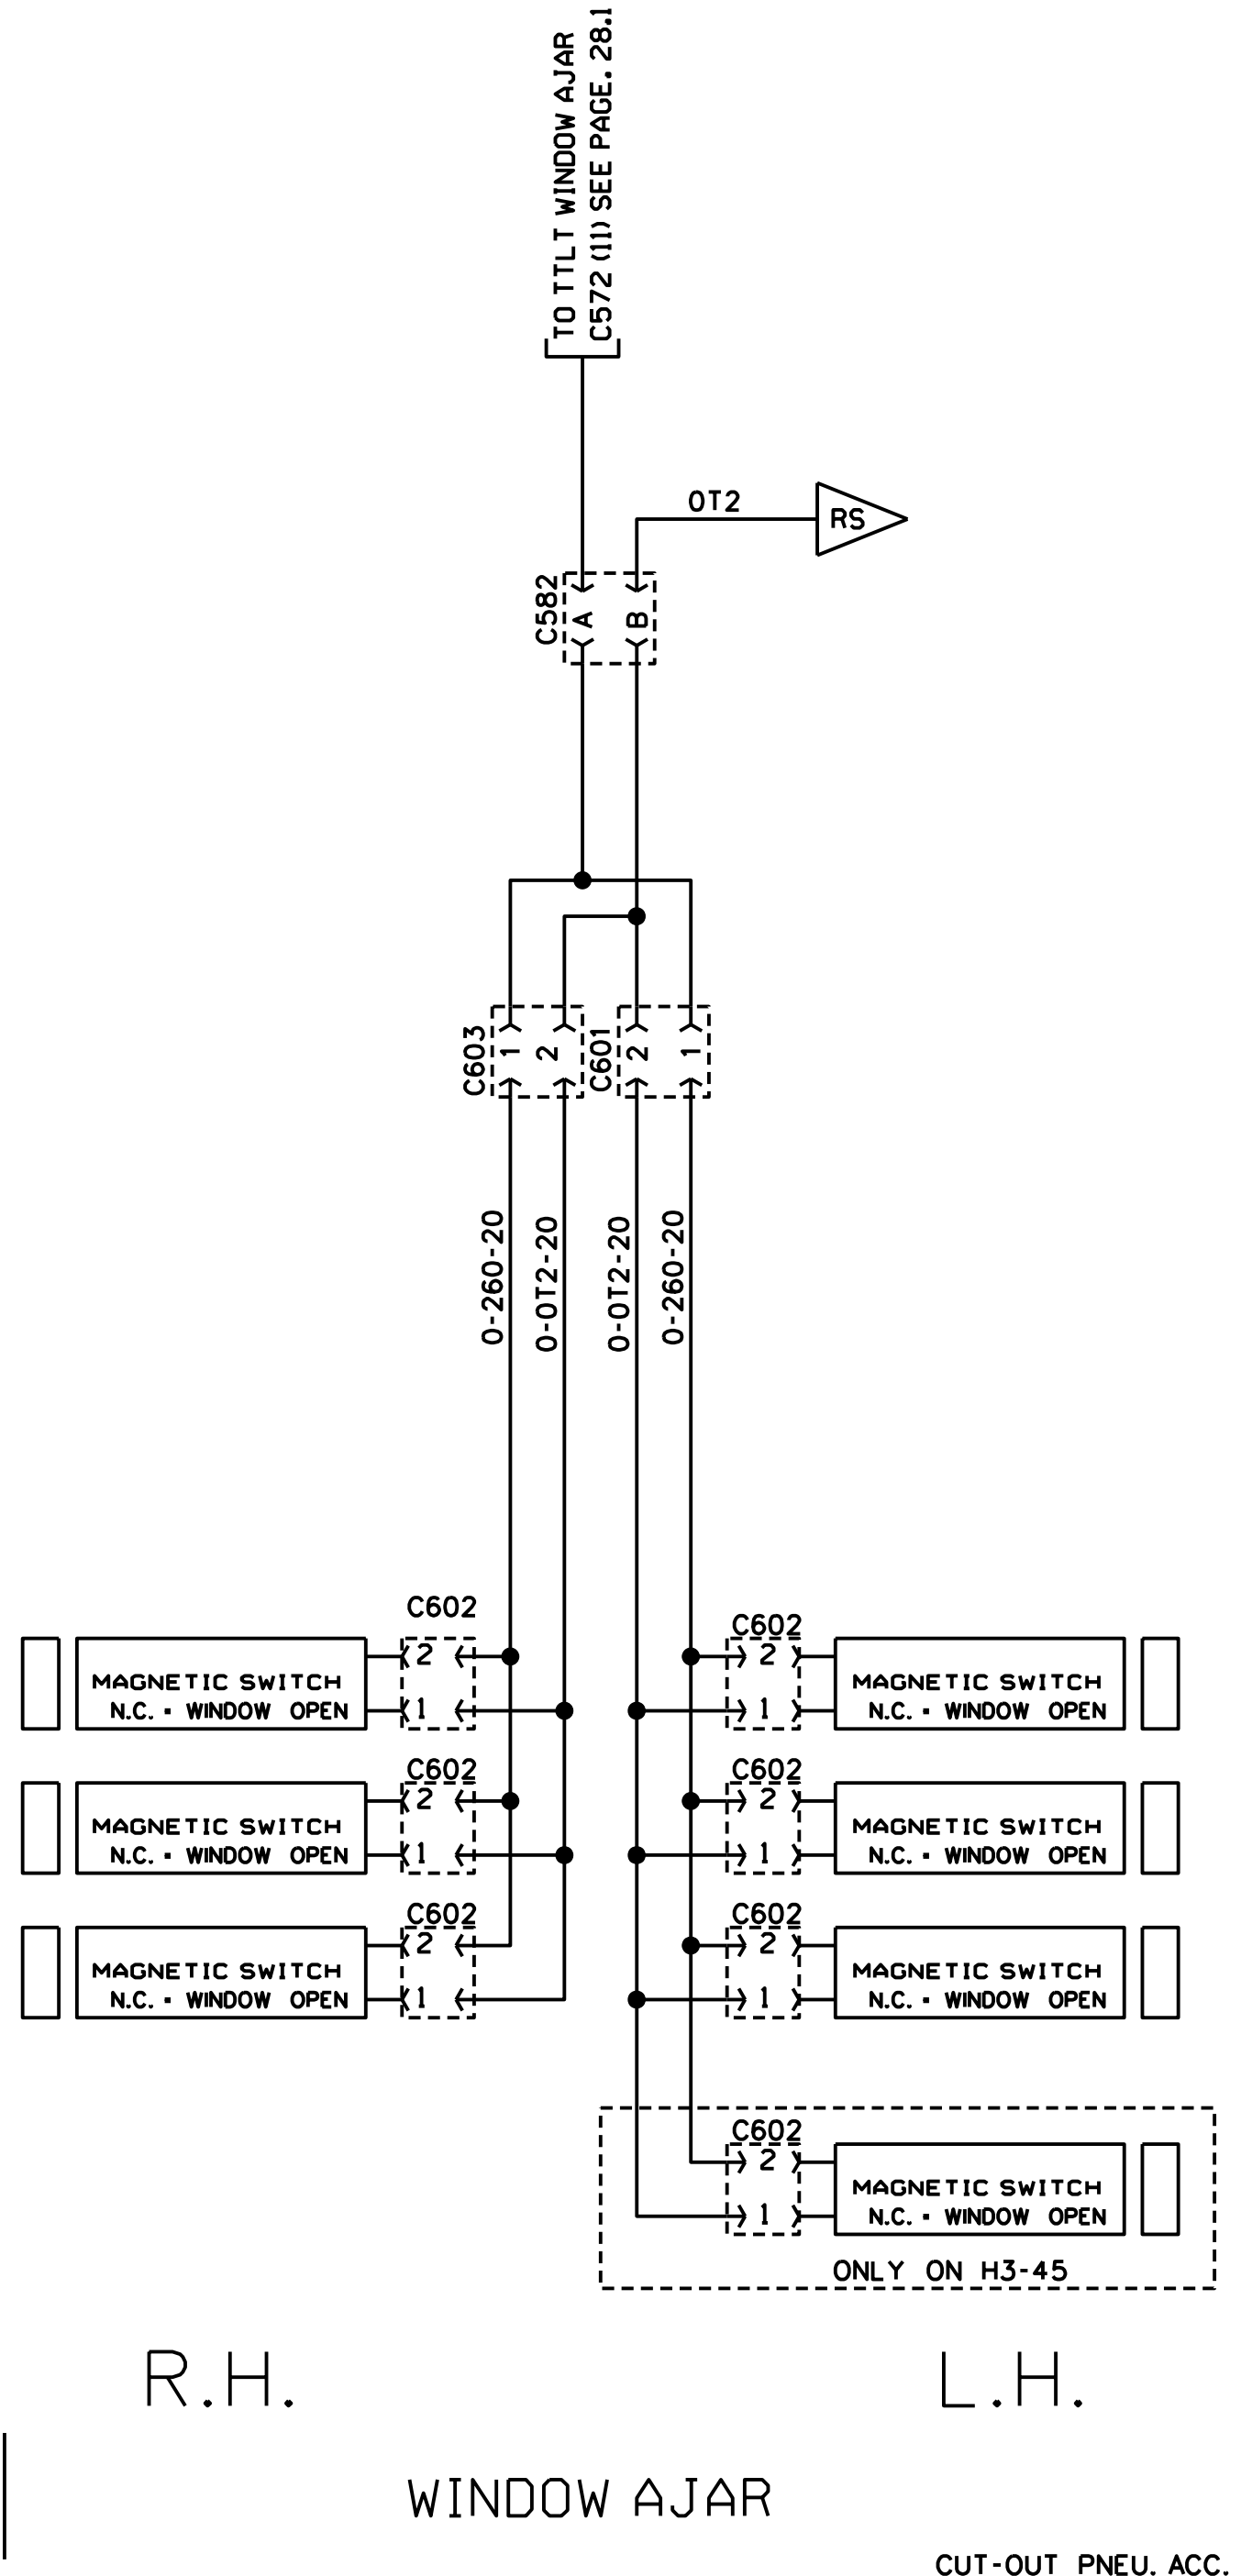 TO TTLT WINDOW AJAR
C572 (11) SEE PAGE. 28.1
0T2
RS
C582
A
B
C603
1
2
C601
2
1
0-260-20
0-0T2-20
0-0T2-20
0-260-20
C602
C602
2
2
MAGNETIC SWITCH
MAGNETIC SWITCH
1
1
N.C. · WINDOW OPEN
N.C. · WINDOW OPEN
C602
C602
2
2
MAGNETIC SWITCH
MAGNETIC SWITCH
1
1
N.C. · WINDOW OPEN
N.C. · WINDOW OPEN
C602
C602
2
2
MAGNETIC SWITCH
MAGNETIC SWITCH
1
1
N.C. · WINDOW OPEN
N.C. · WINDOW OPEN
C602
2
MAGNETIC SWITCH
1
N.C. · WINDOW OPEN
ONLY ON H3-45
R.H.
L.H.
WINDOW AJAR
CUT-OUT PNEU. ACC.